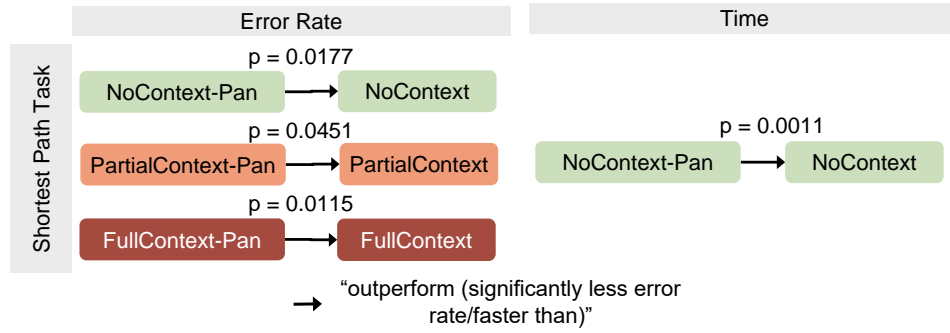 Error Rate
Time
Shortest Path Task
p = 0.0177
NoContext-Pan
NoContext
p = 0.0451
PartialContext-Pan
PartialContext
p = 0.0115
FullContext-Pan
FullContext
p = 0.0011
NoContext-Pan
NoContext
“outperform (significantly less error
rate/faster than)”